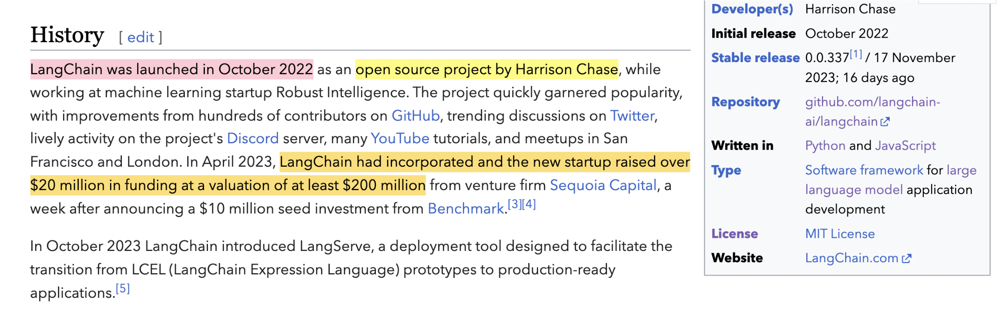 History [ edit ]
LangChain was launched in October 2022 as an open source project by Harrison Chase, while
working at machine learning startup Robust Intelligence. The project quickly garnered popularity,
with improvements from hundreds of contributors on GitHub, trending discussions on Twitter,
lively activity on the project's Discord server, many YouTube tutorials, and meetups in San
Francisco and London. In April 2023, LangChain had incorporated and the new startup raised over
$20 million in funding at a valuation of at least $200 million from venture firm Sequoia Capital, a
week after announcing a $10 million seed investment from Benchmark.[3][4]
In October 2023 LangChain introduced LangServe, a deployment tool designed to facilitate the
transition from LCEL (LangChain Expression Language) prototypes to production-ready
applications.[5]
Developer(s) Harrison Chase
Initial release October 2022
Stable release 0.0.337[1] / 17 November
2023; 16 days ago
Repository github.com/langchain-
ai/langchain
Written in Python and JavaScript
Type Software framework for large
language model application
development
License MIT License
Website LangChain.com